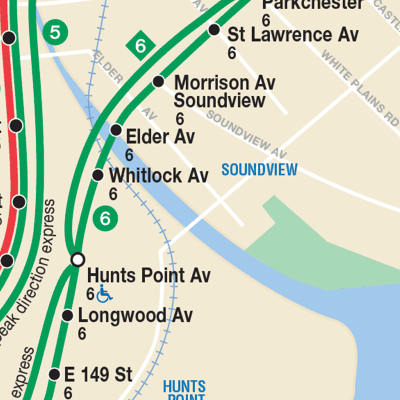 Parkchester
6
St Lawrence Av
6
5
6
Morrison Av
Soundview
6
ELDER AV
WHITE PLAINS RD
SOUNDVIEW AV
Elder Av
6
SOUNDVIEW
Whitlock Av
6
6
Hunts Point Av
6
Longwood Av
6
E 149 St
6
peak direction express
express
HUNTS
POINT